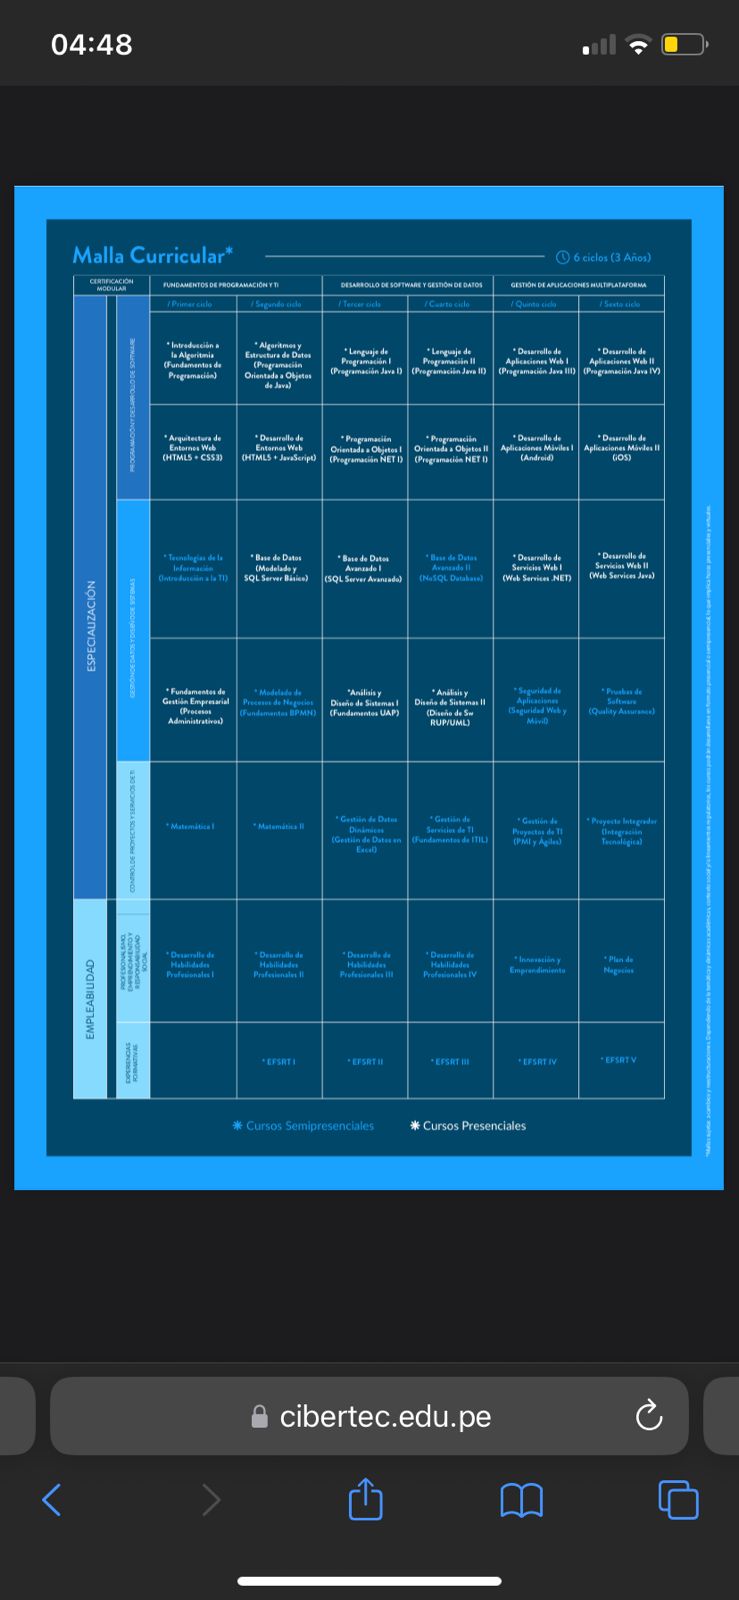 04:48
Malla Curricular*
6 ciclos (3 Años)
CERTIFICACIÓN
MODULAR
FUNDAMENTOS DE PROGRAMACIÓN Y TI
DESARROLLO DE SOFTWARE Y GESTIÓN DE DATOS
GESTIÓN DE APLICACIONES MULTIPLATAFORMA
/ Primer ciclo
/ Segundo ciclo
/ Tercer ciclo
/ Cuarto ciclo
/ Quinto ciclo
/ Sexto ciclo
ESPECIALIZACIÓN
PROGRAMACIÓN Y DESARROLLO DE SOFTWARE
* Introducción a
la Algoritmia
(Fundamentos de
Programación)
* Algoritmos y
Estructura de Datos
(Programación
Orientada a Objetos
de Java)
* Lenguaje de
Programación I
(Programación Java I)
* Lenguaje de
Programación II
(Programación Java II)
* Desarrollo de
Aplicaciones Web I
(Programación Java III)
* Desarrollo de
Aplicaciones Web II
(Programación Java IV)
* Arquitectura de
Entornos Web
(HTML5 + CSS3)
* Desarrollo de
Entornos Web
(HTML5 + JavaScript)
* Programación
Orientada a Objetos I
(Programación NET I)
* Programación
Orientada a Objetos II
(Programación NET I)
* Desarrollo de
Aplicaciones Móviles I
(Android)
* Desarrollo de
Aplicaciones Móviles II
(iOS)
GESTIÓN DE DATOS Y DISEÑO DE SISTEMAS
* Tecnologías de la
Información
(Introducción a la TI)
* Base de Datos
(Modelado y
SQL Server Básico)
* Base de Datos
Avanzado I
(SQL Server Avanzado)
* Base de Datos
Avanzado II
(NoSQL Database)
* Desarrollo de
Servicios Web I
(Web Services .NET)
* Desarrollo de
Servicios Web II
(Web Services Java)
* Fundamentos de
Gestión Empresarial
(Procesos
Administrativos)
* Modelado de
Procesos de Negocios
(Fundamentos BPMN)
*Análisis y
Diseño de Sistemas I
(Fundamentos UAP)
* Análisis y
Diseño de Sistemas II
(Diseño de Sw
RUP/UML)
* Seguridad de
Aplicaciones
(Seguridad Web y
Móvil)
* Pruebas de
Software
(Quality Assurance)
CONTROL DE PROYECTOS Y SERVICIOS DE TI
* Matemática I
* Matemática II
* Gestión de Datos
Dinámicos
(Gestión de Datos en
Excel)
* Gestión de
Servicios de TI
(Fundamentos de ITIL)
* Gestión de
Proyectos de TI
(PMI y Ágiles)
* Proyecto Integrador
(Integración
Tecnológica)
EMPLEABILIDAD
PROFESIONALISMO,
EMPRENDIMIENTO Y
RESPONSABILIDAD
SOCIAL
* Desarrollo de
Habilidades
Profesionales I
* Desarrollo de
Habilidades
Profesionales II
* Desarrollo de
Habilidades
Profesionales III
* Desarrollo de
Habilidades
Profesionales IV
* Innovación y
Emprendimiento
* Plan de
Negocios
EXPERIENCIAS
FORMATIVAS
* EFSRT I
* EFSRT II
* EFSRT III
* EFSRT IV
* EFSRT V
* Cursos Semipresenciales
* Cursos Presenciales
cibertec.edu.pe